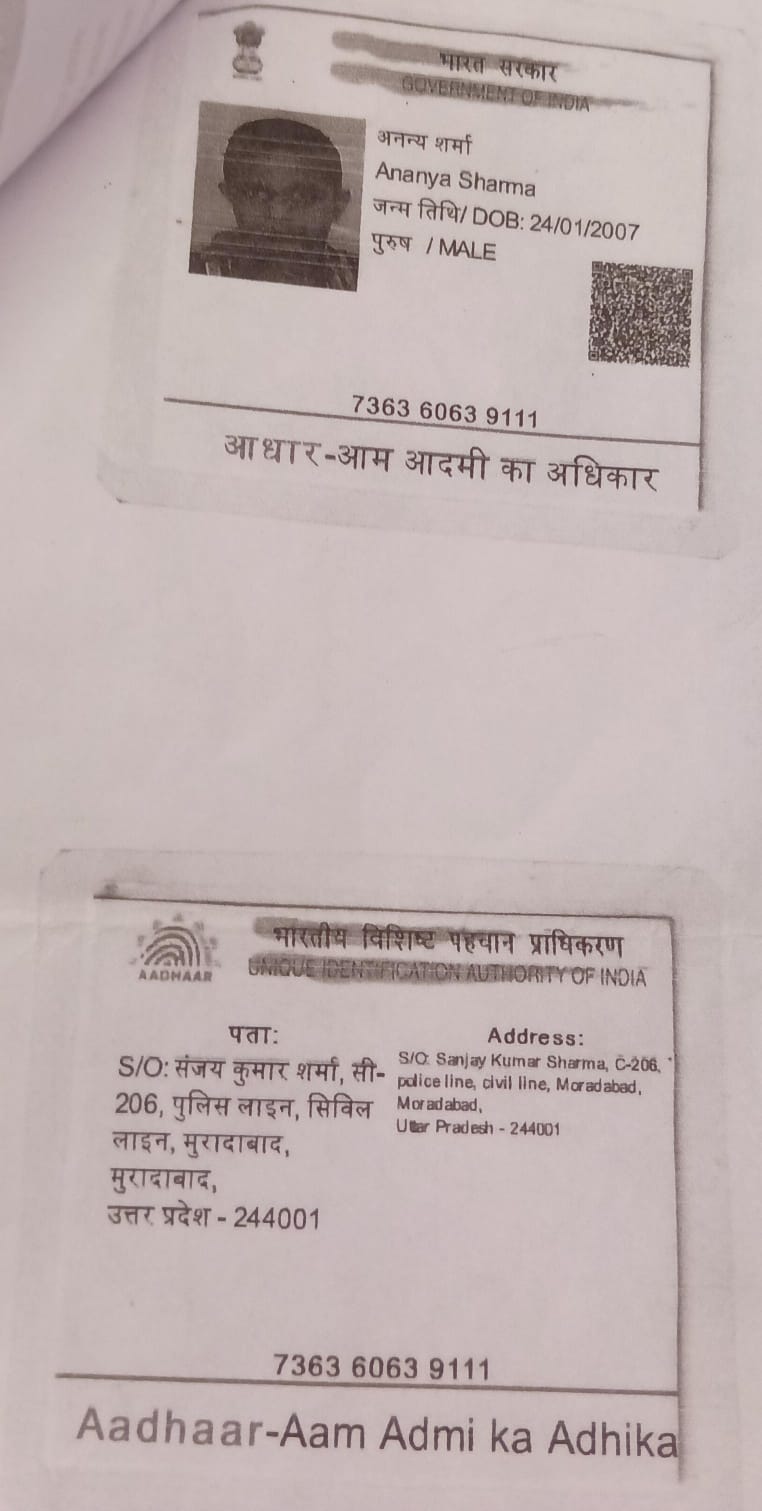 भारत सरकार
GOVERNMENT OF INDIA
अनन्य शर्मा
Ananya Sharma
जन्म तिथि/ DOB: 24/01/2007
पुरुष / MALE
7363 6063 9111
आधार-आम आदमी का अधिकार
भारतीय विशिष्ट पहचान प्राधिकरण
AADHAAR
UNIQUE IDENTIFICATION AUTHORITY OF INDIA
पता:
S/O: संजय कुमार शर्मा, सी-
206, पुलिस लाइन, सिविल
लाइन, मुरादाबाद,
मुरादाबाद,
उत्तर प्रदेश - 244001
Address:
S/O: Sanjay Kumar Sharma, C-206,
police line, civil line, Moradabad,
Moradabad,
Uttar Pradesh - 244001
7363 6063 9111
Aadhaar-Aam Admi ka Adhika